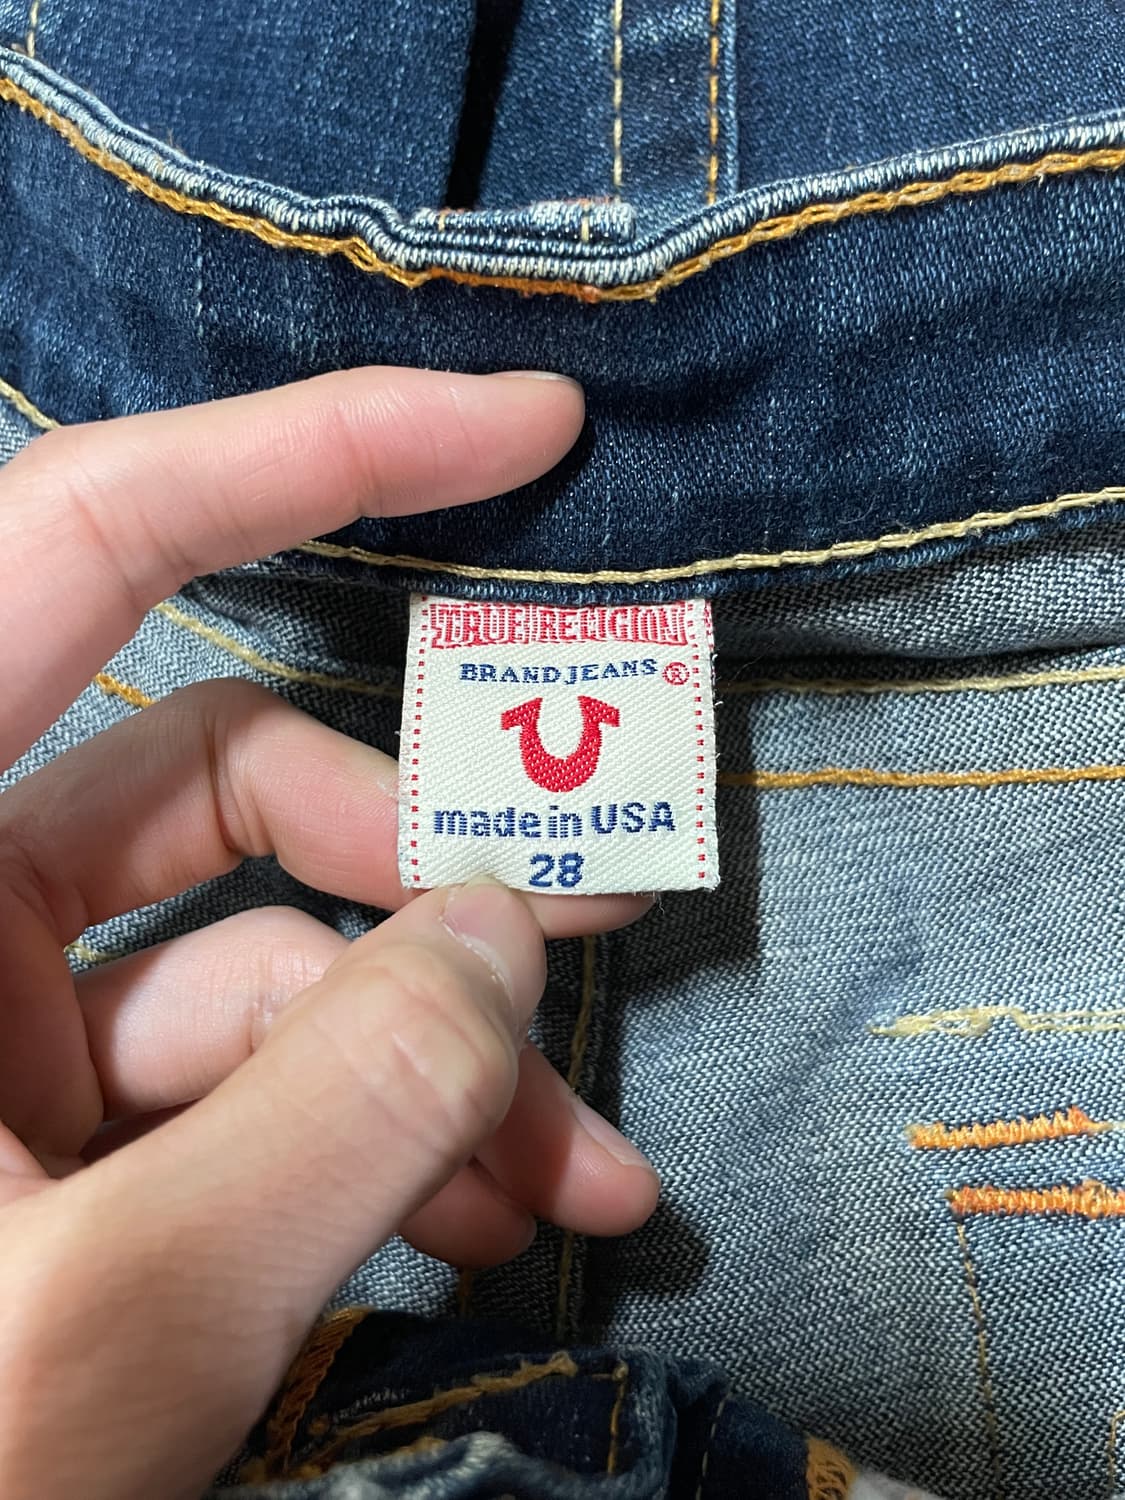 TRUE RELIGION
BRAND JEANS ®
made in USA
28